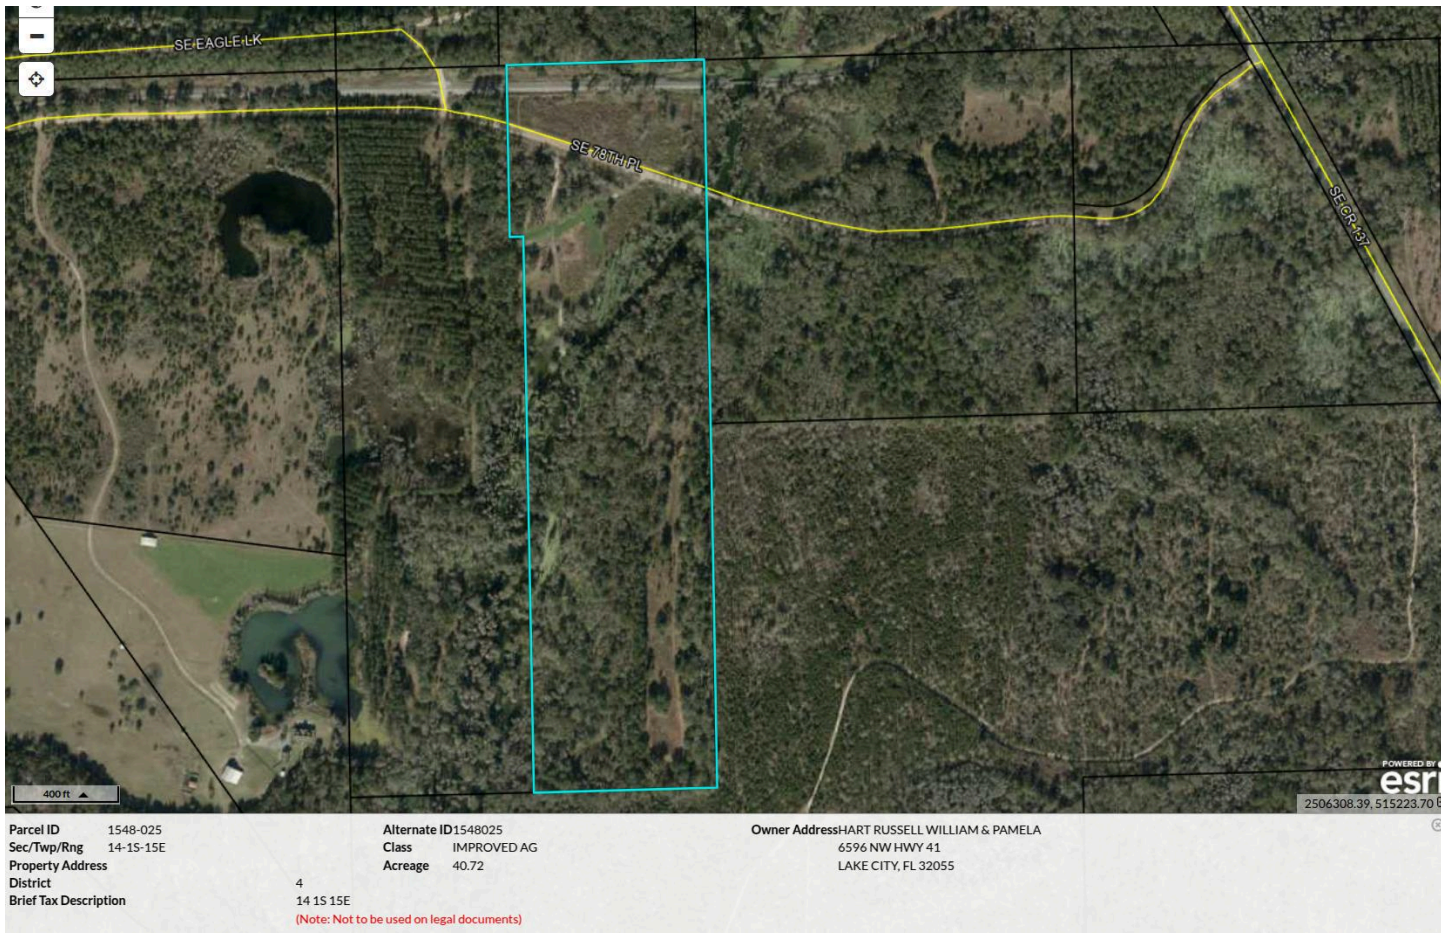 SE EAGLE LK
SE 78TH PL
SE CR 137
400 ft
POWERED BY
esri
2506308.39, 515223.70
Parcel ID 1548-025
Sec/Twp/Rng 14-1S-15E
Property Address
District 4
Brief Tax Description 14 1S 15E
(Note: Not to be used on legal documents)
Alternate ID 1548025
Class IMPROVED AG
Acreage 40.72
Owner Address HART RUSSELL WILLIAM & PAMELA
6596 NW HWY 41
LAKE CITY, FL 32055